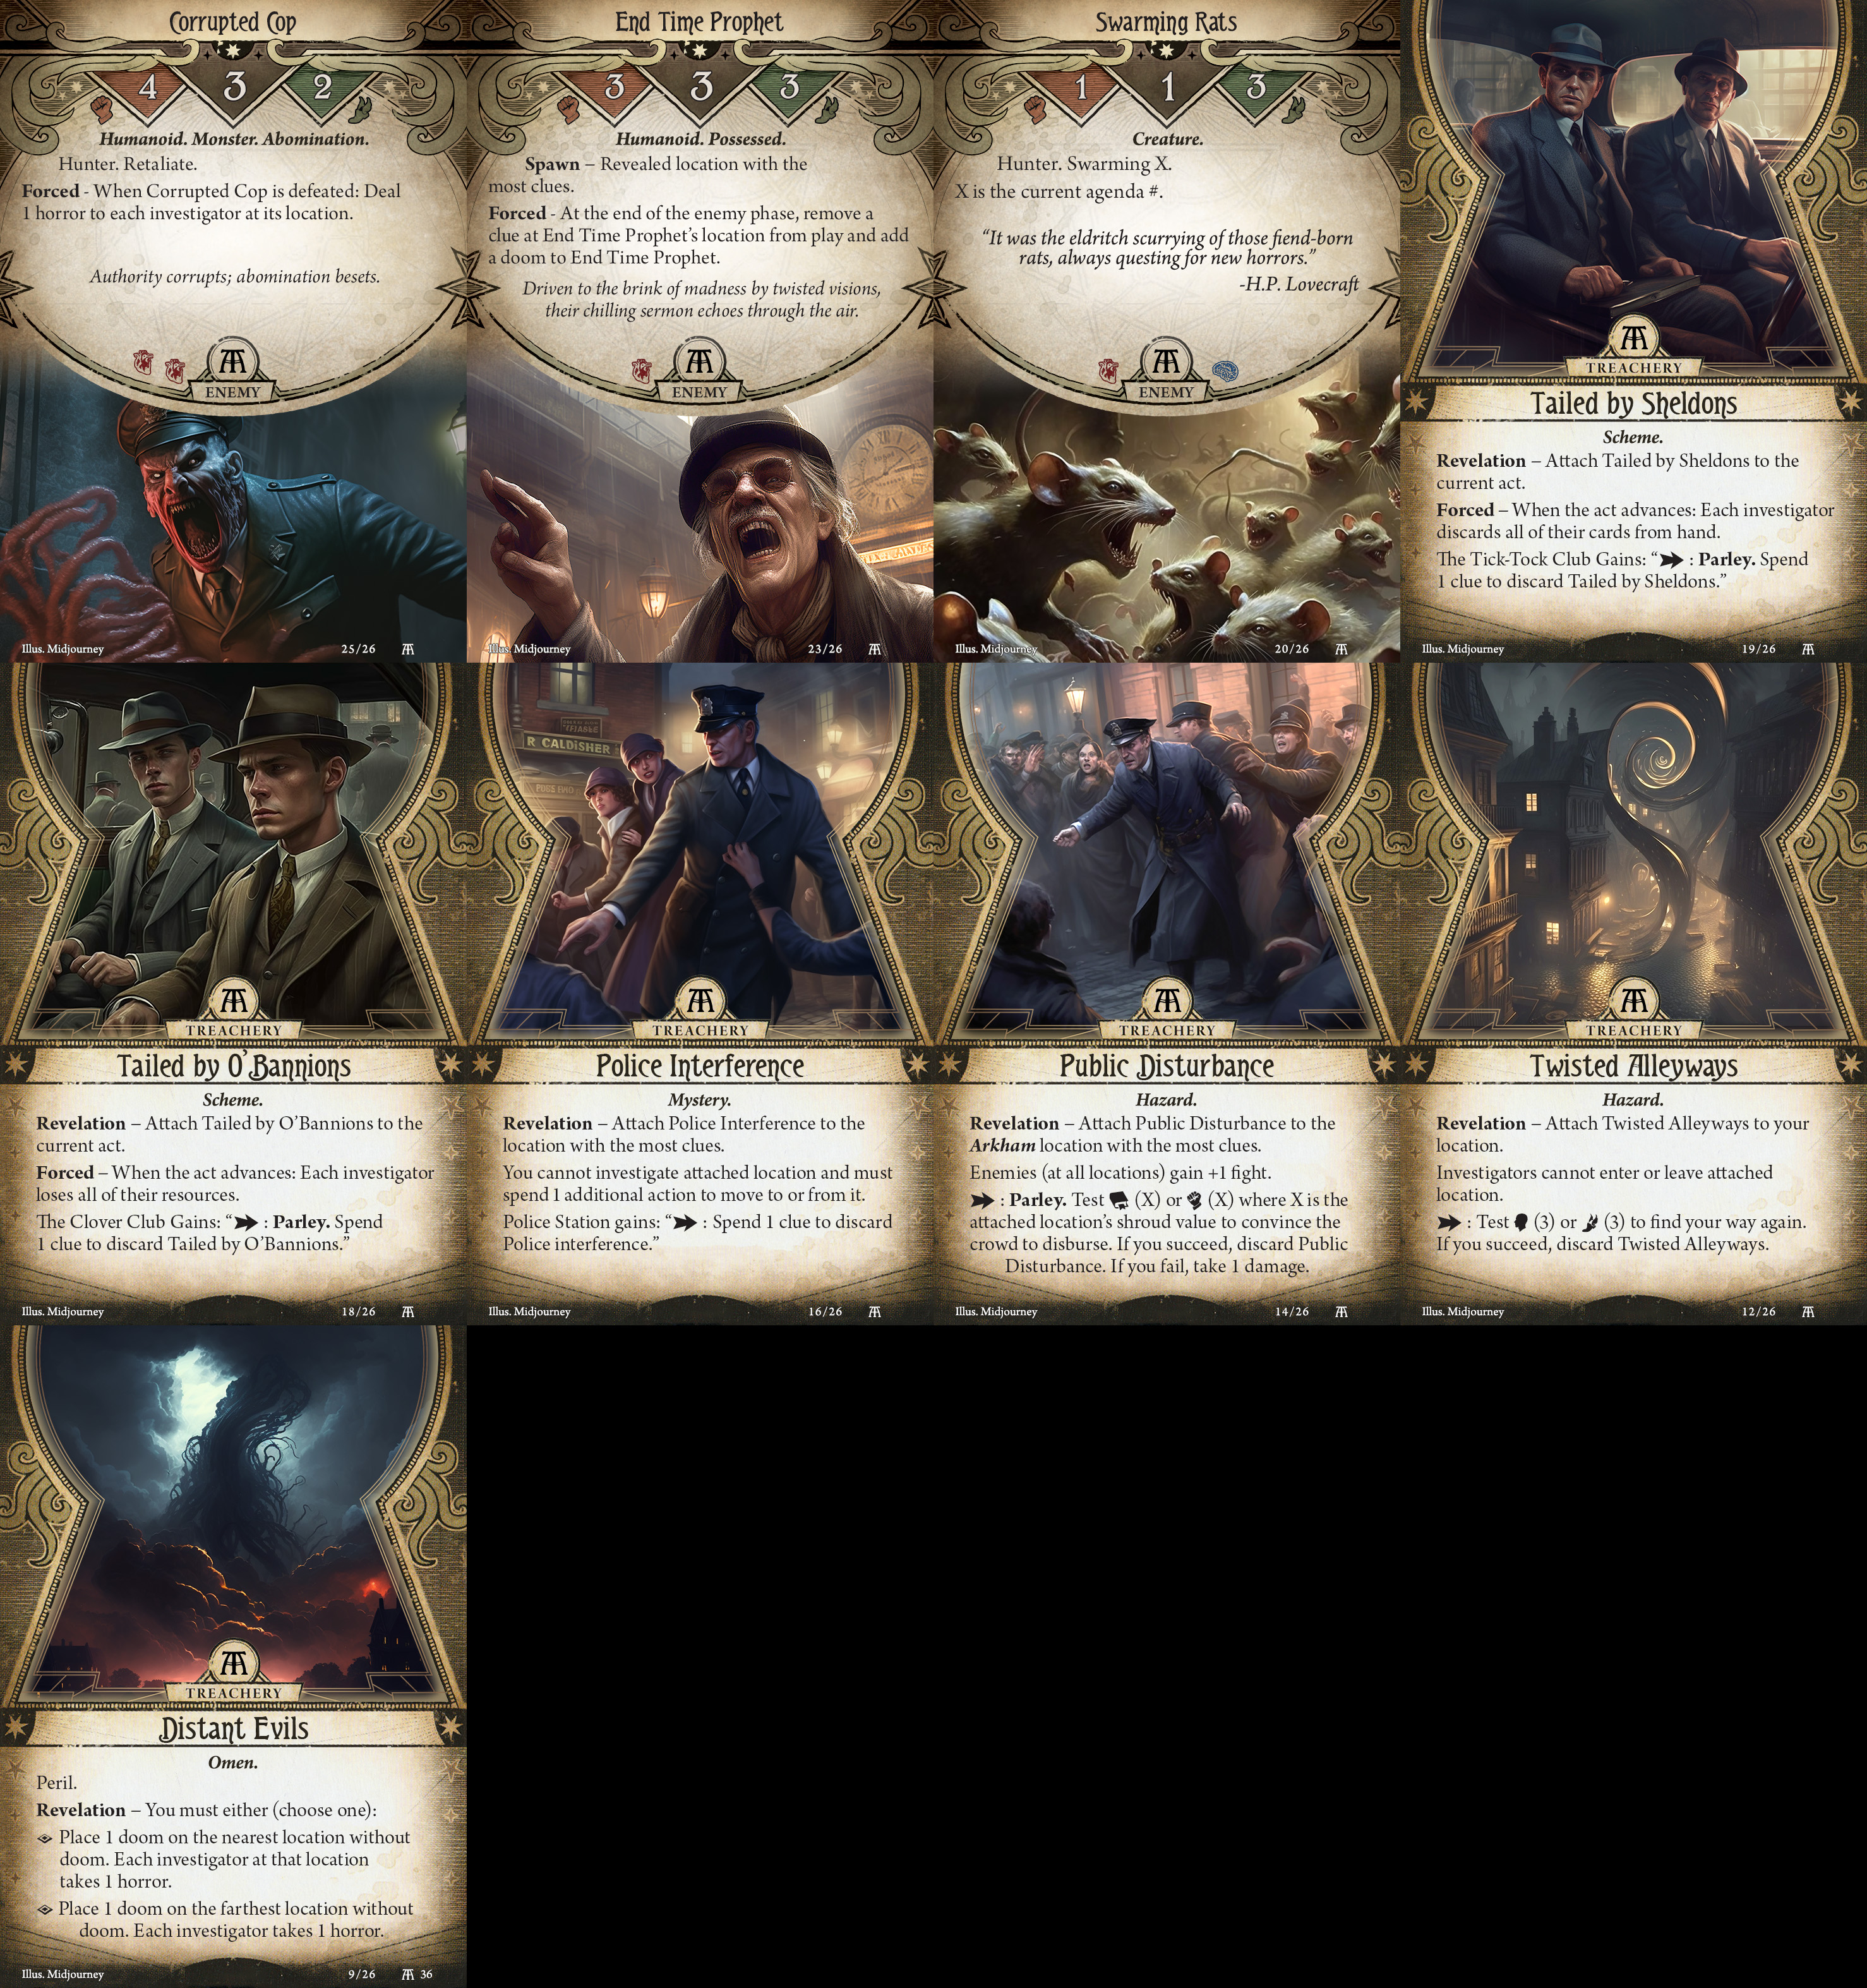 Corrupted Cop
4 3 2
Humanoid. Monster. Abomination.
Hunter. Retaliate.
Forced - When Corrupted Cop is defeated: Deal
1 horror to each investigator at its location.
Authority corrupts; abomination besets.
ENEMY
Illus. Midjourney 25/26
End Time Prophet
3 3 3
Humanoid. Possessed.
Spawn – Revealed location with the
most clues.
Forced - At the end of the enemy phase, remove a
clue at End Time Prophet's location from play and add
a doom to End Time Prophet.
Driven to the brink of madness by twisted visions,
their chilling sermon echoes through the air.
ENEMY
Illus. Midjourney 23/26
Swarming Rats
1 1 3
Creature.
Hunter. Swarming X.
X is the current agenda #.
“It was the eldritch scurrying of those fiend-born
rats, always questing for new horrors.”
-H.P. Lovecraft
ENEMY
Illus. Midjourney 20/26
TREACHERY
Tailed by Sheldons
Scheme.
Revelation – Attach Tailed by Sheldons to the
current act.
Forced – When the act advances: Each investigator
discards all of their cards from hand.
The Tick-Tock Club Gains: “ : Parley. Spend
1 clue to discard Tailed by Sheldons.”
Illus. Midjourney 19/26
TREACHERY
Tailed by O’Bannions
Scheme.
Revelation – Attach Tailed by O’Bannions to the
current act.
Forced – When the act advances: Each investigator
loses all of their resources.
The Clover Club Gains: “ : Parley. Spend
1 clue to discard Tailed by O’Bannions.”
Illus. Midjourney 18/26
R CALDISHER
TREACHERY
Police Interference
Mystery.
Revelation – Attach Police Interference to the
location with the most clues.
You cannot investigate attached location and must
spend 1 additional action to move to or from it.
Police Station gains: “ : Spend 1 clue to discard
Police interference.”
Illus. Midjourney 16/26
TREACHERY
Public Disturbance
Hazard.
Revelation – Attach Public Disturbance to the
Arkham location with the most clues.
Enemies (at all locations) gain +1 fight.
: Parley. Test (X) or (X) where X is the
attached location’s shroud value to convince the
crowd to disburse. If you succeed, discard Public
Disturbance. If you fail, take 1 damage.
Illus. Midjourney 14/26
TREACHERY
Twisted Alleyways
Hazard.
Revelation – Attach Twisted Alleyways to your
location.
Investigators cannot enter or leave attached
location.
: Test (3) or (3) to find your way again.
If you succeed, discard Twisted Alleyways.
Illus. Midjourney 12/26
TREACHERY
Distant Evils
Omen.
Peril.
Revelation – You must either (choose one):
Place 1 doom on the nearest location without
doom. Each investigator at that location
takes 1 horror.
Place 1 doom on the farthest location without
doom. Each investigator takes 1 horror.
Illus. Midjourney 9/26 36